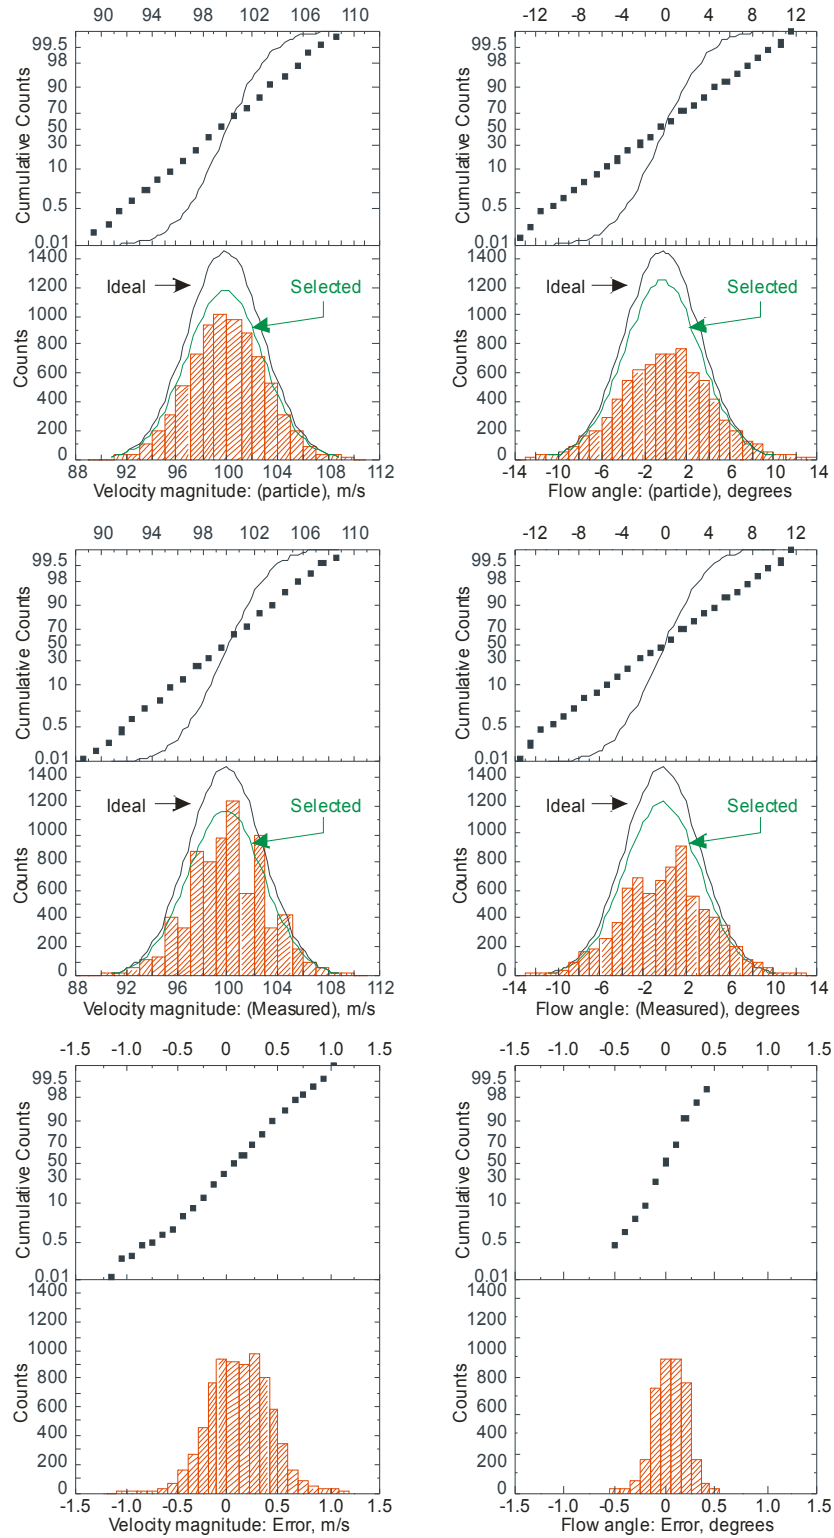 90 94 98 102 106 110
99.5
98
90
70
50
30
10
0.5
0.01
Cumulative Counts
1400
1200
1000
800
600
400
200
0
Counts
Ideal
Selected
88 92 96 100 104 108 112
Velocity magnitude: (particle), m/s
-12 -8 -4 0 4 8 12
99.5
98
90
70
50
30
10
0.5
0.01
Cumulative Counts
1400
1200
1000
800
600
400
200
0
Counts
Ideal
Selected
-14 -10 -6 -2 2 6 10 14
Flow angle: (particle), degrees
90 94 98 102 106 110
99.5
98
90
70
50
30
10
0.5
0.01
Cumulative Counts
1400
1200
1000
800
600
400
200
0
Counts
Ideal
Selected
88 92 96 100 104 108 112
Velocity magnitude: (Measured), m/s
-12 -8 -4 0 4 8 12
99.5
98
90
70
50
30
10
0.5
0.01
Cumulative Counts
1400
1200
1000
800
600
400
200
0
Counts
Ideal
Selected
-14 -10 -6 -2 2 6 10 14
Flow angle: (Measured), degrees
-1.5 -1.0 -0.5 0 0.5 1.0 1.5
99.5
98
90
70
50
30
10
0.5
0.01
Cumulative Counts
1400
1200
1000
800
600
400
200
0
Counts
-1.5 -1.0 -0.5 0 0.5 1.0 1.5
Velocity magnitude: Error, m/s
-1.5 -1.0 -0.5 0 0.5 1.0 1.5
99.5
98
90
70
50
30
10
0.5
0.01
Cumulative Counts
1400
1200
1000
800
600
400
200
0
Counts
-1.5 -1.0 -0.5 0 0.5 1.0 1.5
Flow angle: Error, degrees